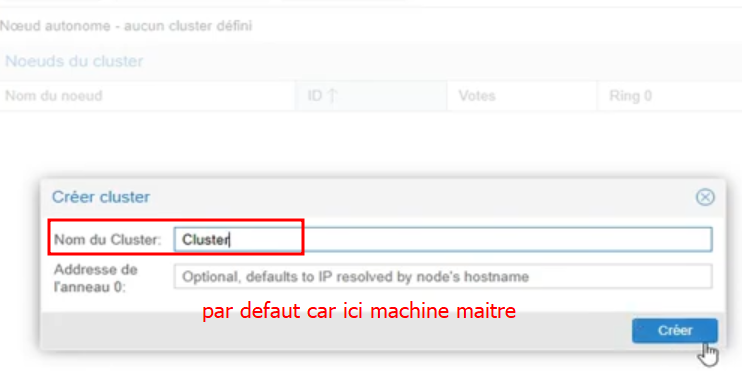 Nœud autonome - aucun cluster défini
Noeuds du cluster
Nom du noeud ID ↑ Votes Ring 0
Créer cluster
Nom du Cluster: Cluster
Addresse de l'anneau 0: Optional, defaults to IP resolved by node's hostname
par defaut car ici machine maitre
Créer